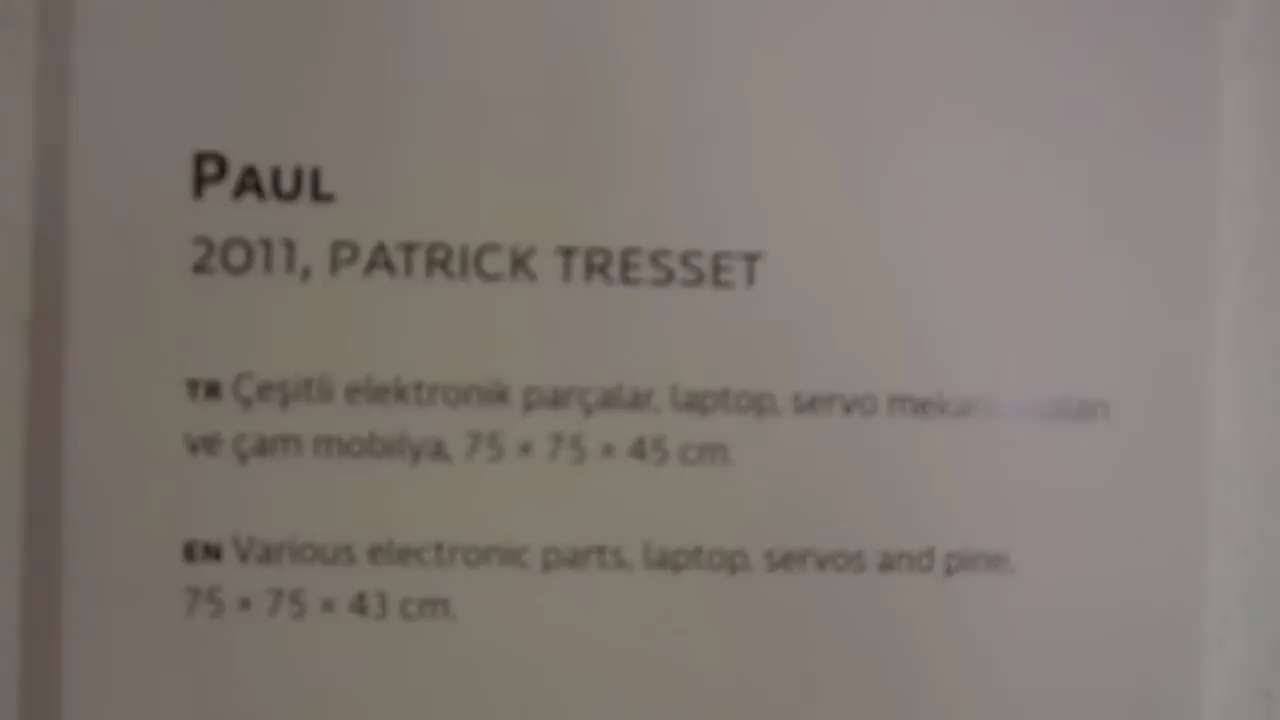 PAUL
2011, PATRICK TRESSET
TR Çeşitli elektronik parçalar, laptop, servo
ve çam mobilya, 75 × 75 × 45 cm.
EN Various electronic parts, laptop, servos and pine.
75 × 75 × 43 cm.